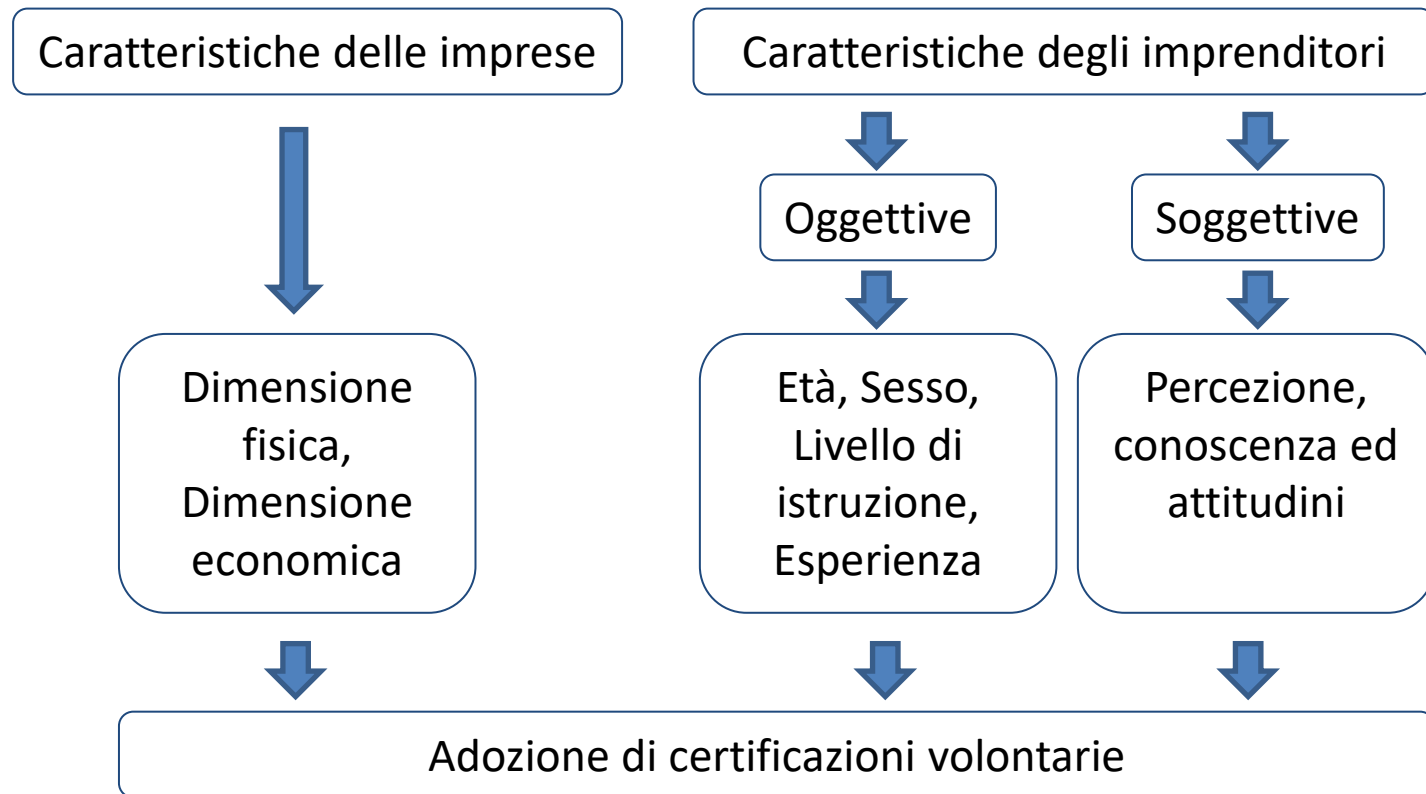 Caratteristiche delle imprese
Caratteristiche degli imprenditori
Oggettive
Soggettive
Dimensione
fisica,
Dimensione
economica
Età, Sesso,
Livello di
istruzione,
Esperienza
Percezione,
conoscenza ed
attitudini
Adozione di certificazioni volontarie